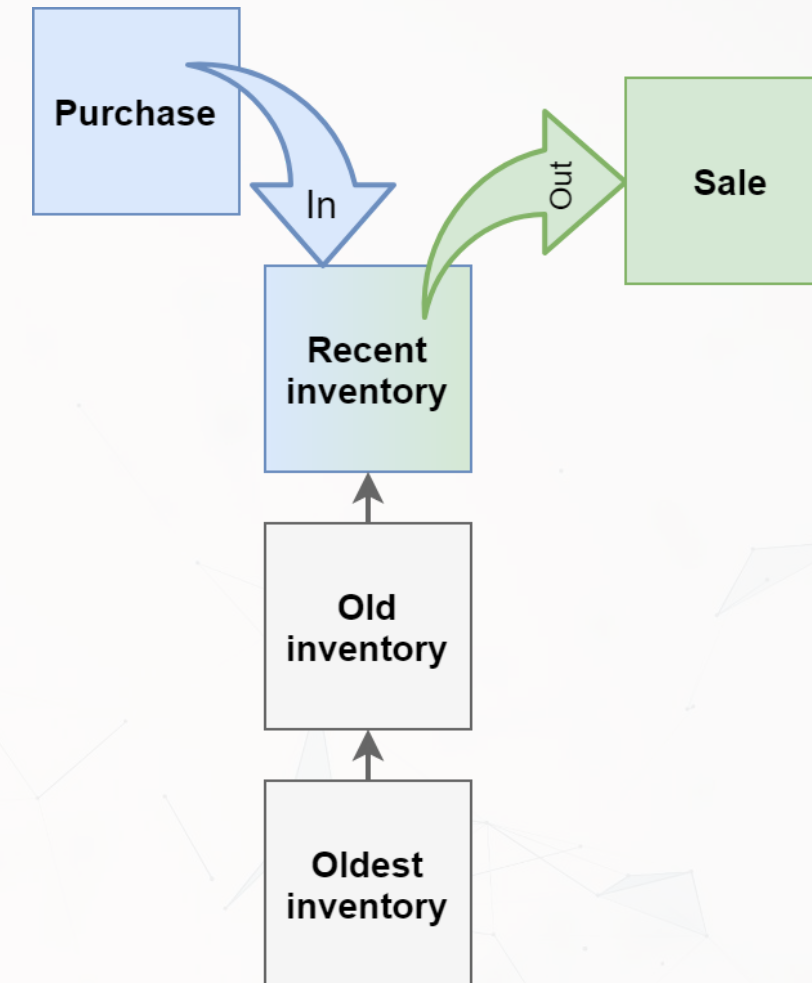 Purchase
In
Out
Sale
Recent
inventory
Old
inventory
Oldest
inventory